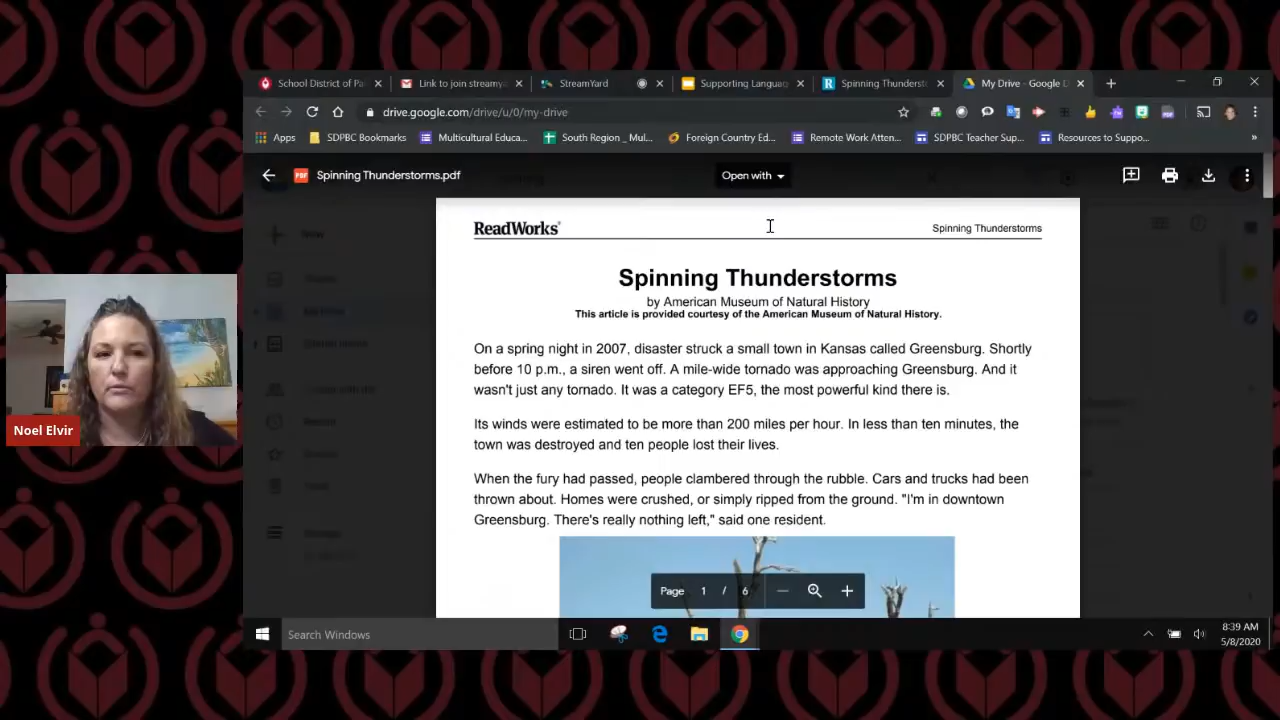 School District of Pa
Link to join streamya
StreamYard
Supporting Languag
Spinning Thunderst
My Drive - Google D
drive.google.com/drive/u/0/my-drive
Apps
SDPBC Bookmarks
Multicultural Educa...
South Region _ Mul...
Foreign Country Ed...
Remote Work Atten...
SDPBC Teacher Sup...
Resources to Suppo...
»
PDF
Spinning Thunderstorms.pdf
Open with
New
ReadWorks®
Spinning Thunderstorms
Spinning Thunderstorms
by American Museum of Natural History
This article is provided courtesy of the American Museum of Natural History.
On a spring night in 2007, disaster struck a small town in Kansas called Greensburg. Shortly
before 10 p.m., a siren went off. A mile-wide tornado was approaching Greensburg. And it
wasn't just any tornado. It was a category EF5, the most powerful kind there is.
Its winds were estimated to be more than 200 miles per hour. In less than ten minutes, the
town was destroyed and ten people lost their lives.
When the fury had passed, people clambered through the rubble. Cars and trucks had been
thrown about. Homes were crushed, or simply ripped from the ground. "I'm in downtown
Greensburg. There's really nothing left," said one resident.
Page 1 / 6
Noel Elvir
Search Windows
8:39 AM
5/8/2020